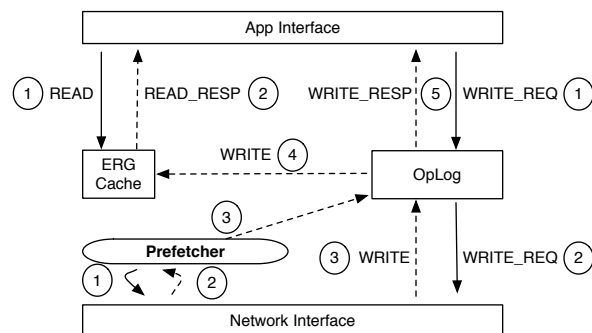 App Interface
1 READ READ_RESP 2 WRITE_RESP 5 WRITE_REQ 1
ERG
Cache
WRITE 4
OpLog
3
Prefetcher
1 2 3 WRITE WRITE_REQ 2
Network Interface